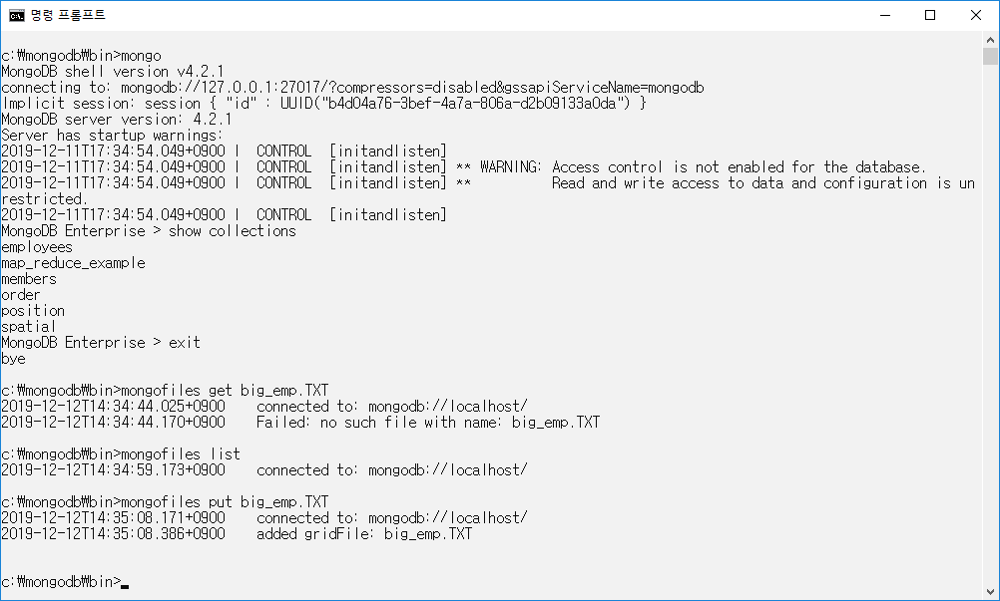 명령 프롬프트
c:₩mongodb₩bin>mongo
MongoDB shell version v4.2.1
connecting to: mongodb://127.0.0.1:27017/?compressors=disabled&gssapiServiceName=mongodb
Implicit session: session { "id" : UUID("b4d04a76-3bef-4a7a-806a-d2b09133a0da") }
MongoDB server version: 4.2.1
Server has startup warnings:
2019-12-11T17:34:54.049+0900 I  CONTROL  [initandlisten]
2019-12-11T17:34:54.049+0900 I  CONTROL  [initandlisten] ** WARNING: Access control is not enabled for the database.
2019-12-11T17:34:54.049+0900 I  CONTROL  [initandlisten] **          Read and write access to data and configuration is un
restricted.
2019-12-11T17:34:54.049+0900 I  CONTROL  [initandlisten]
MongoDB Enterprise > show collections
employees
map_reduce_example
members
order
position
spatial
MongoDB Enterprise > exit
bye
c:₩mongodb₩bin>mongofiles get big_emp.TXT
2019-12-12T14:34:44.025+0900    connected to: mongodb://localhost/
2019-12-12T14:34:44.170+0900    Failed: no such file with name: big_emp.TXT
c:₩mongodb₩bin>mongofiles list
2019-12-12T14:34:59.173+0900    connected to: mongodb://localhost/
c:₩mongodb₩bin>mongofiles put big_emp.TXT
2019-12-12T14:35:08.171+0900    connected to: mongodb://localhost/
2019-12-12T14:35:08.386+0900    added gridFile: big_emp.TXT
c:₩mongodb₩bin>